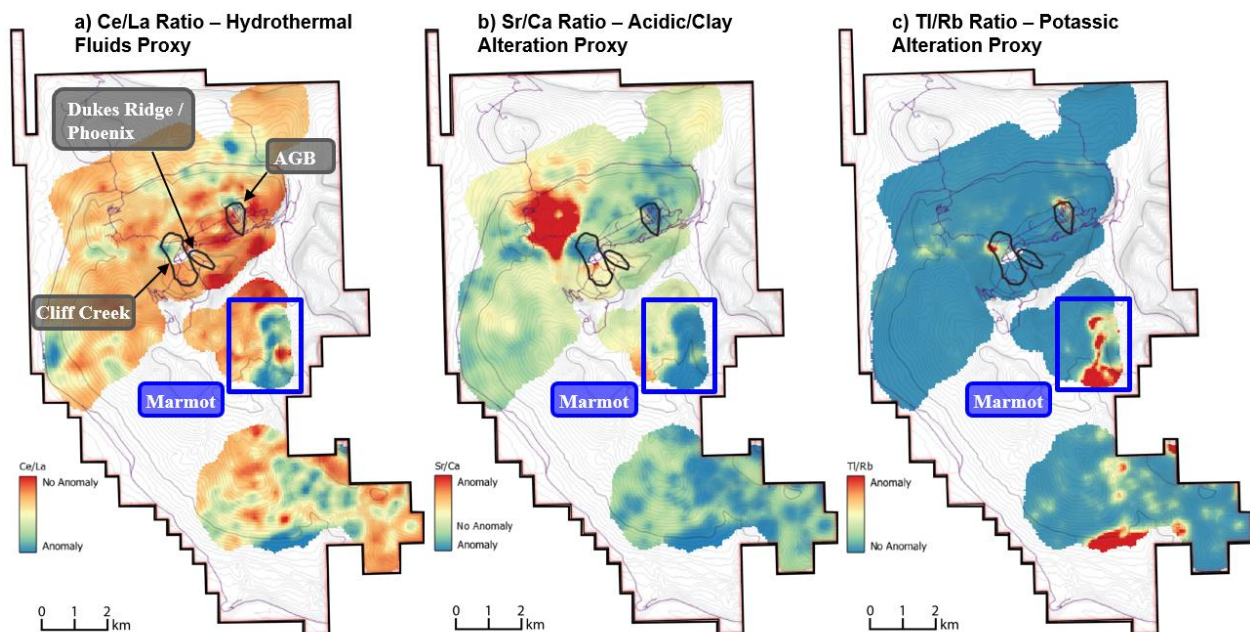 a) Ce/La Ratio – Hydrothermal
Fluids Proxy
Dukes Ridge /
Phoenix
AGB
Cliff Creek
Marmot
Ce/La
No Anomaly
Anomaly
0 1 2
km
b) Sr/Ca Ratio – Acidic/Clay
Alteration Proxy
Marmot
Sr/Ca
Anomaly
No Anomaly
Anomaly
0 1 2
km
c) Tl/Rb Ratio – Potassic
Alteration Proxy
Marmot
Tl/Rb
Anomaly
No Anomaly
0 1 2
km